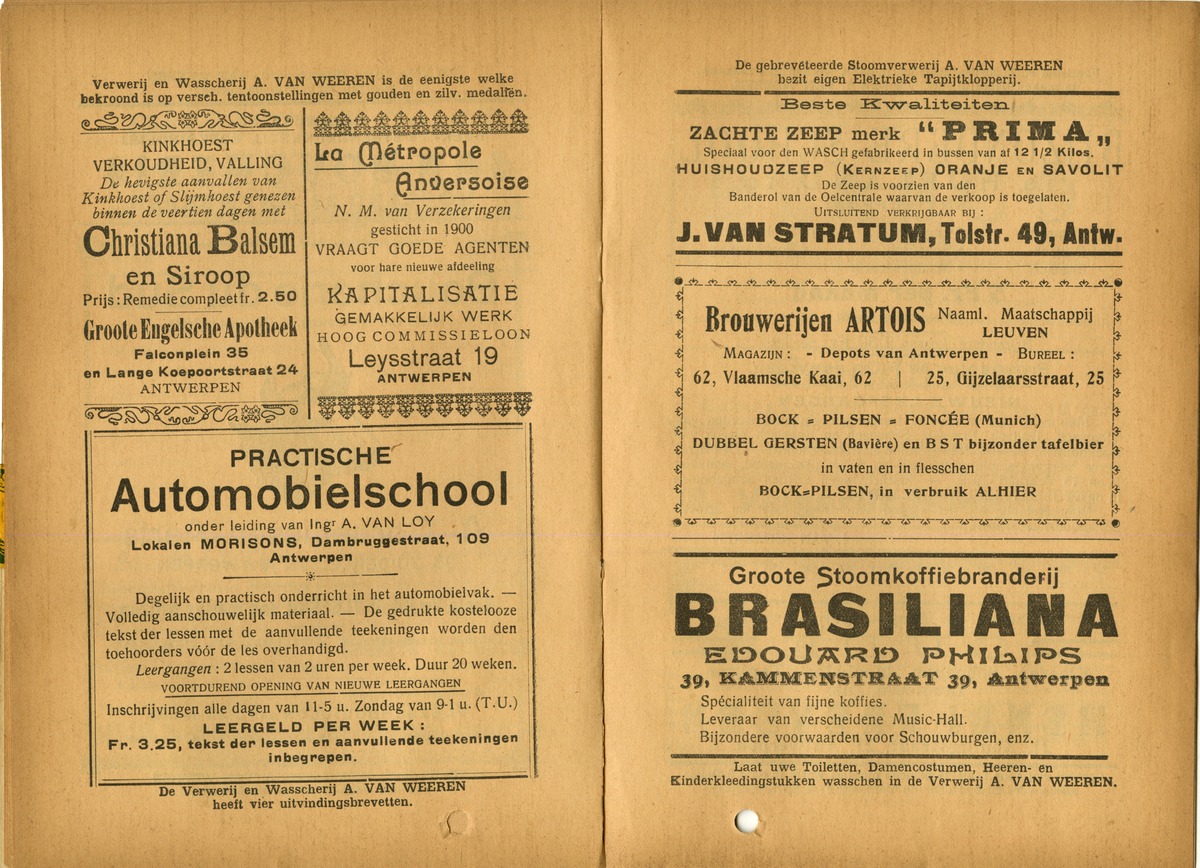 Verwerij en Wasscherij A. VAN WEEREN is de eenigste welke
bekroond is op versch. tentoonstellingen met gouden en zilv. medaliën.
KINKHOEST
VERKOUDHEID, VALLING
De hevigste aanvallen van
Kinkhoest of Slijmhoest genezen
binnen de veertien dagen met
Christiana Balsem
en Siroop
Prijs : Remedie compleet fr. 2.50
Groote Engelsche Apotheek
Falconplein 35
en Lange Koepoortstraat 24
ANTWERPEN
La Métropole
Anversoise
N. M. van Verzekeringen
gesticht in 1900
VRAAGT GOEDE AGENTEN
voor hare nieuwe afdeeling
KAPITALISATIE
GEMAKKELIJK WERK
HOOG COMMISSIELOON
Leysstraat 19
ANTWERPEN
PRACTISCHE
Automobielschool
onder leiding van Ingr A. VAN LOY
Lokalen MORISONS, Dambruggestraat, 109
Antwerpen
Degelijk en practisch onderricht in het automobielvak. —
Volledig aanschouwelijk materiaal. — De gedrukte kostelooze
tekst der lessen met de aanvullende teekeningen worden den
toehoorders vóór de les overhandigd.
Leergangen : 2 lessen van 2 uren per week. Duur 20 weken.
VOORTDUREND OPENING VAN NIEUWE LEERGANGEN
Inschrijvingen alle dagen van 11-5 u. Zondag van 9-1 u. (T.U.)
LEERGELD PER WEEK :
Fr. 3.25, tekst der lessen en aanvullende teekeningen
inbegrepen.
De Verwerij en Wasscherij A. VAN WEEREN
heeft vier uitvindingsbrevetten.
De gebrevêteerde Stoomverwerij A. VAN WEEREN
bezit eigen Elektrieke Tapijtklopperij.
Beste Kwaliteiten
ZACHTE ZEEP merk “PRIMA„
Speciaal voor den WASCH gefabrikeerd in bussen van af 12 1/2 Kilos.
HUISHOUDZEEP (KERNZEEP) ORANJE EN SAVOLIT
De Zeep is voorzien van den
Banderol van de Oelcentrale waarvan de verkoop is toegelaten.
UITSLUITEND VERKRIJGBAAR BIJ :
J. VAN STRATUM, Tolstr. 49, Antw.
Brouwerijen ARTOIS Naaml. Maatschappij
LEUVEN
MAGAZIJN : - Depots van Antwerpen - BUREEL :
62, Vlaamsche Kaai, 62 | 25, Gijzelaarsstraat, 25
BOCK = PILSEN = FONCÉE (Munich)
DUBBEL GERSTEN (Bavière) en B S T bijzonder tafelbier
in vaten en in flesschen
BOCK=PILSEN, in verbruik ALHIER
Groote Stoomkoffiebranderij
BRASILIANA
EDOUARD PHILIPS
39, KAMMENSTRAAT 39, Antwerpen
Spécialiteit van fijne koffies.
Leveraar van verscheidene Music-Hall.
Bijzondere voorwaarden voor Schouwburgen, enz.
Laat uwe Toiletten, Damencostumen, Heeren- en
Kinderkleedingstukken wasschen in de Verwerij A. VAN WEEREN.